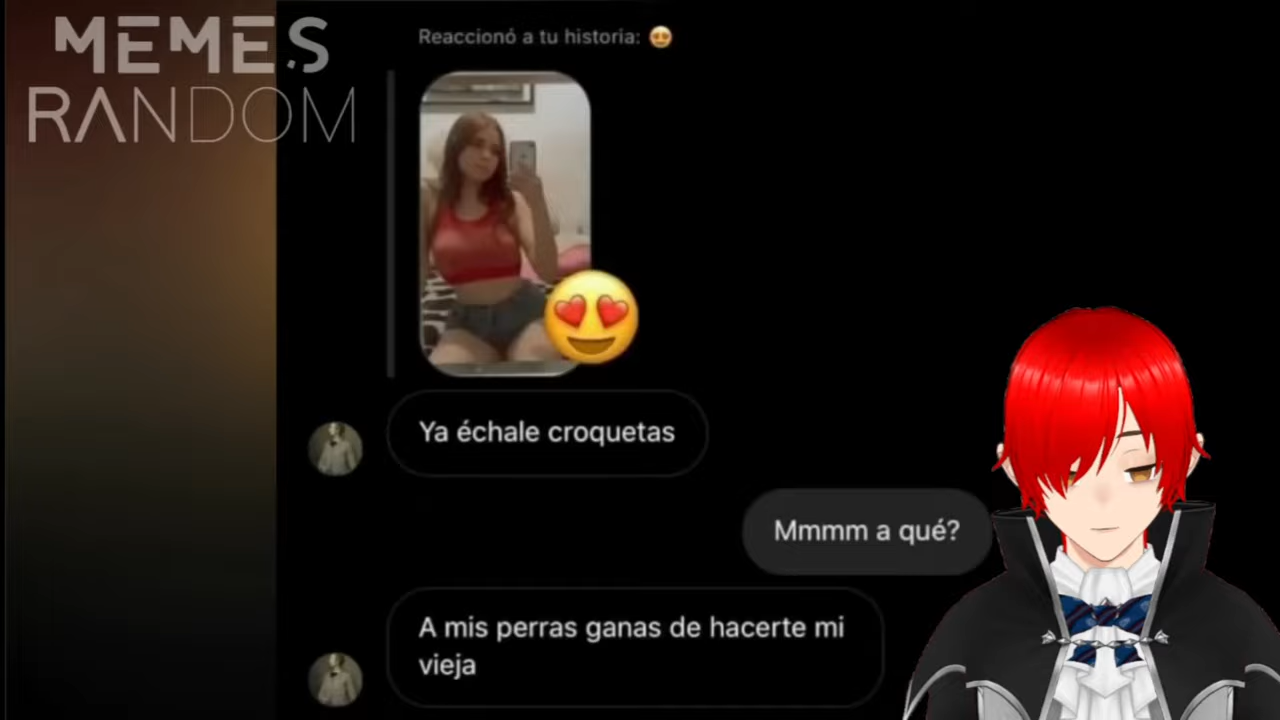 MEMES
RANDOM
Reaccionó a tu historia: 😍
Ya échale croquetas
Mmmm a qué?
A mis perras ganas de hacerte mi
vieja